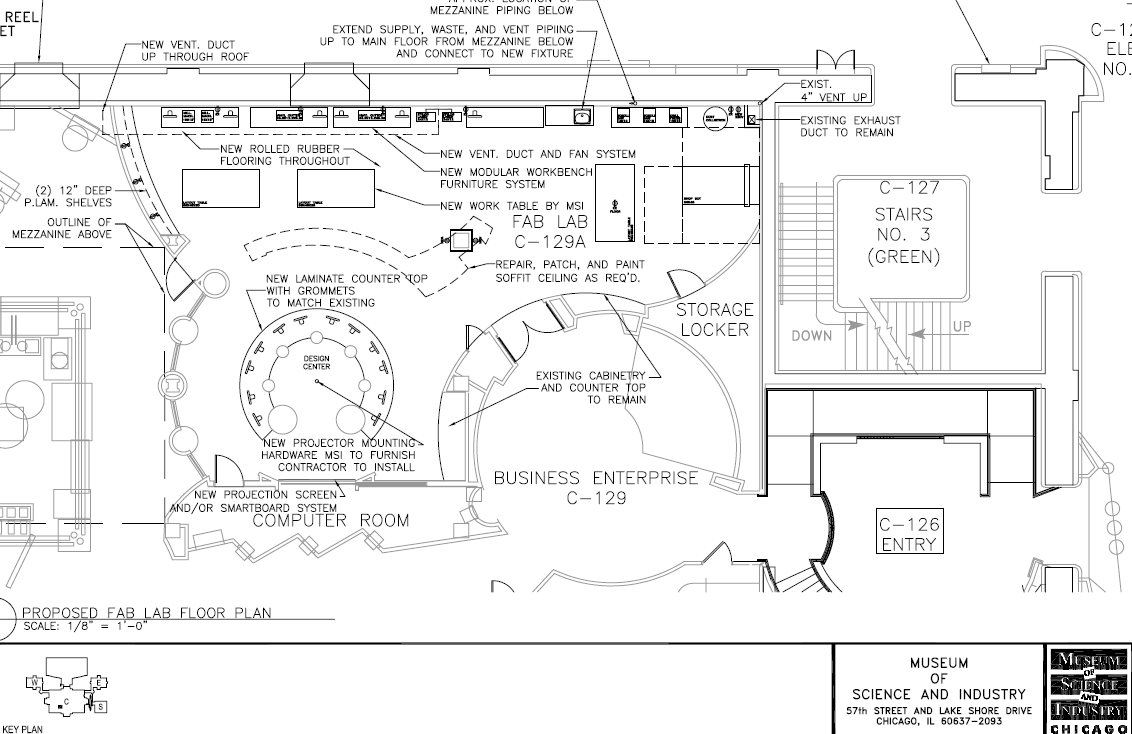 REEL
ET
APPROX. LOCATION OF
MEZZANINE PIPING BELOW
EXTEND SUPPLY, WASTE, AND VENT PIPING
UP TO MAIN FLOOR FROM MEZZANINE BELOW
AND CONNECT TO NEW FIXTURE
NEW VENT. DUCT
UP THROUGH ROOF
C-12
ELE
NO.
EXIST.
4" VENT UP
EXISTING EXHAUST
DUCT TO REMAIN
NEW ROLLED RUBBER
FLOORING THROUGHOUT
NEW VENT. DUCT AND FAN SYSTEM
NEW MODULAR WORKBENCH
FURNITURE SYSTEM
NEW WORK TABLE BY MSI
(2) 12" DEEP
P.LAM. SHELVES
OUTLINE OF
MEZZANINE ABOVE
FLOOR
FAB LAB
C-129A
REPAIR, PATCH, AND PAINT
SOFFIT CEILING AS REQ'D.
C-127
STAIRS
NO. 3
(GREEN)
DOWN
UP
NEW LAMINATE COUNTER TOP
WITH GROMMETS
TO MATCH EXISTING
STORAGE
LOCKER
DESIGN
CENTER
EXISTING CABINETRY
AND COUNTER TOP
TO REMAIN
NEW PROJECTOR MOUNTING
HARDWARE MSI TO FURNISH
CONTRACTOR TO INSTALL
BUSINESS ENTERPRISE
C-129
NEW PROJECTION SCREEN
AND/OR SMARTBOARD SYSTEM
COMPUTER ROOM
C-126
ENTRY
PROPOSED FAB LAB FLOOR PLAN
SCALE: 1/8" = 1'-0"
W
E
C
S
KEY PLAN
MUSEUM
OF
SCIENCE AND INDUSTRY
57th STREET AND LAKE SHORE DRIVE
CHICAGO, IL 60637-2093
MUSEUM
OF
SCIENCE
AND
INDUSTRY
CHICAGO